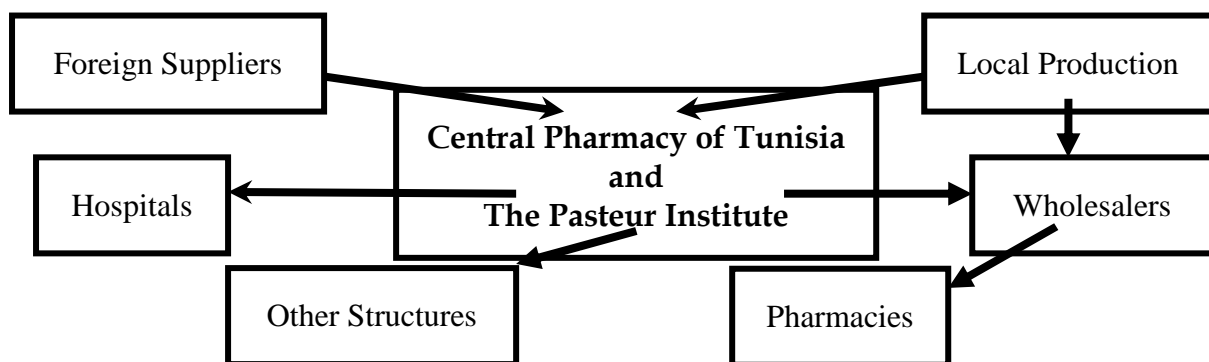 Foreign Suppliers
Local Production
Central Pharmacy of Tunisia
and
The Pasteur Institute
Hospitals
Wholesalers
Other Structures
Pharmacies